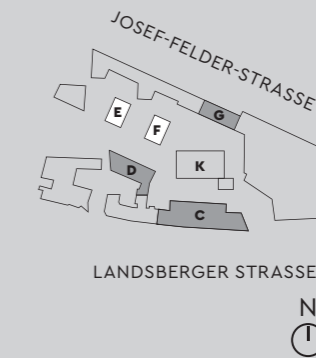 JOSEF-FELDER-STRASSE
G
E
F
K
D
C
LANDSBERGER STRASSE
N